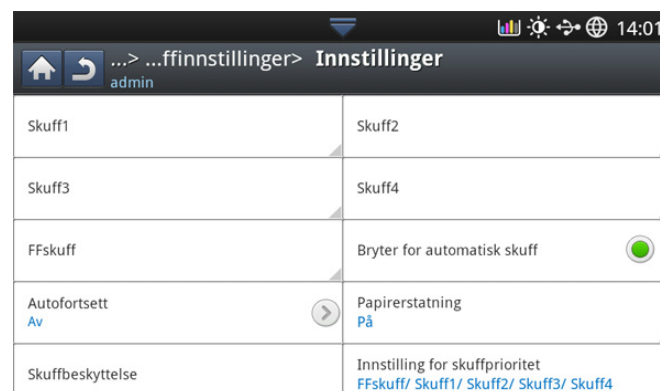 14:01
...> ...ffinnstillinger> Innstillinger
admin
Skuff1
Skuff2
Skuff3
Skuff4
FFskuff
Bryter for automatisk skuff
Autofortsett
Av
Papirerstatning
På
Skuffbeskyttelse
Innstilling for skuffprioritet
FFskuff/ Skuff1/ Skuff2/ Skuff3/ Skuff4